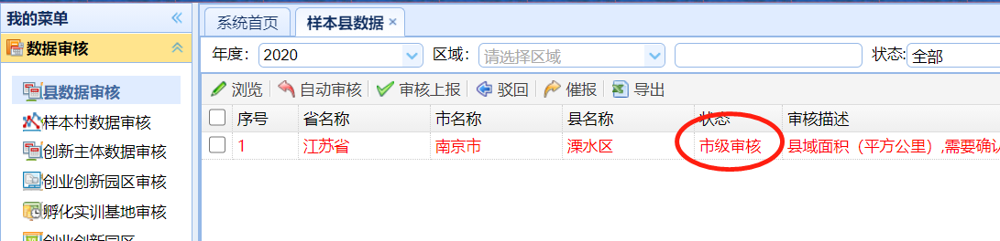 我的菜单
数据审核
县数据审核
样本村数据审核
创新主体数据审核
创业创新园区审核
孵化实训基地审核
创业创新园区
系统首页 样本县数据
年度: 2020 区域: 请选择区域 状态:全部
浏览 自动审核 审核上报 驳回 催报 导出
序号 省名称 市名称 县名称 状态 审核描述
1 江苏省 南京市 溧水区 市级审核 县域面积（平方公里）,需要确认